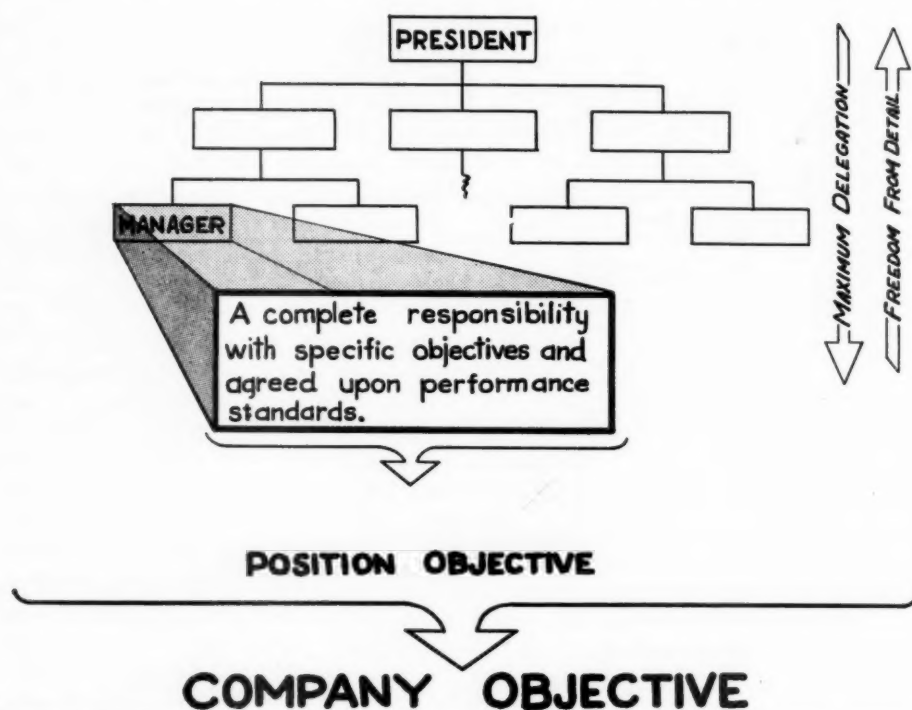 PRESIDENT
MAXIMUM DELEGATION
FREEDOM FROM DETAIL
MANAGER
A complete responsibility
with specific objectives and
agreed upon performance
standards.
POSITION OBJECTIVE
COMPANY OBJECTIVE